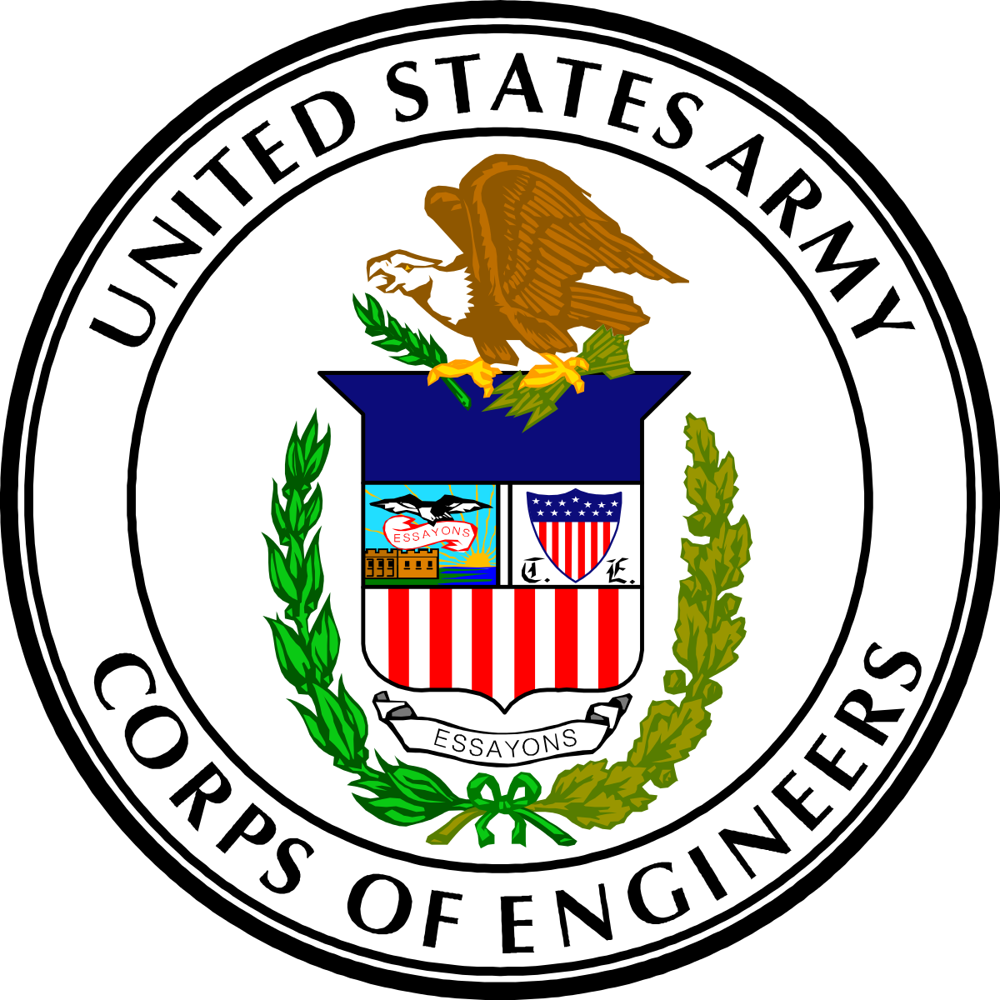 UNITED STATES ARMY
ESSAYONS
T. E.
ESSAYONS
CORPS OF ENGINEERS